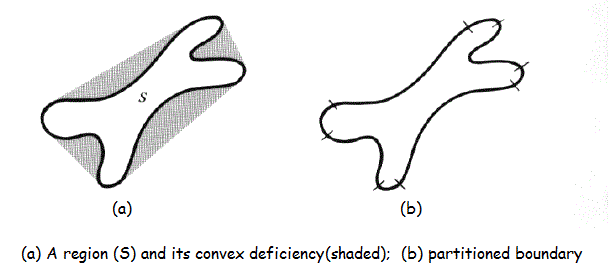 S
(a)
(b)
(a) A region (S) and its convex deficiency(shaded); (b) partitioned boundary